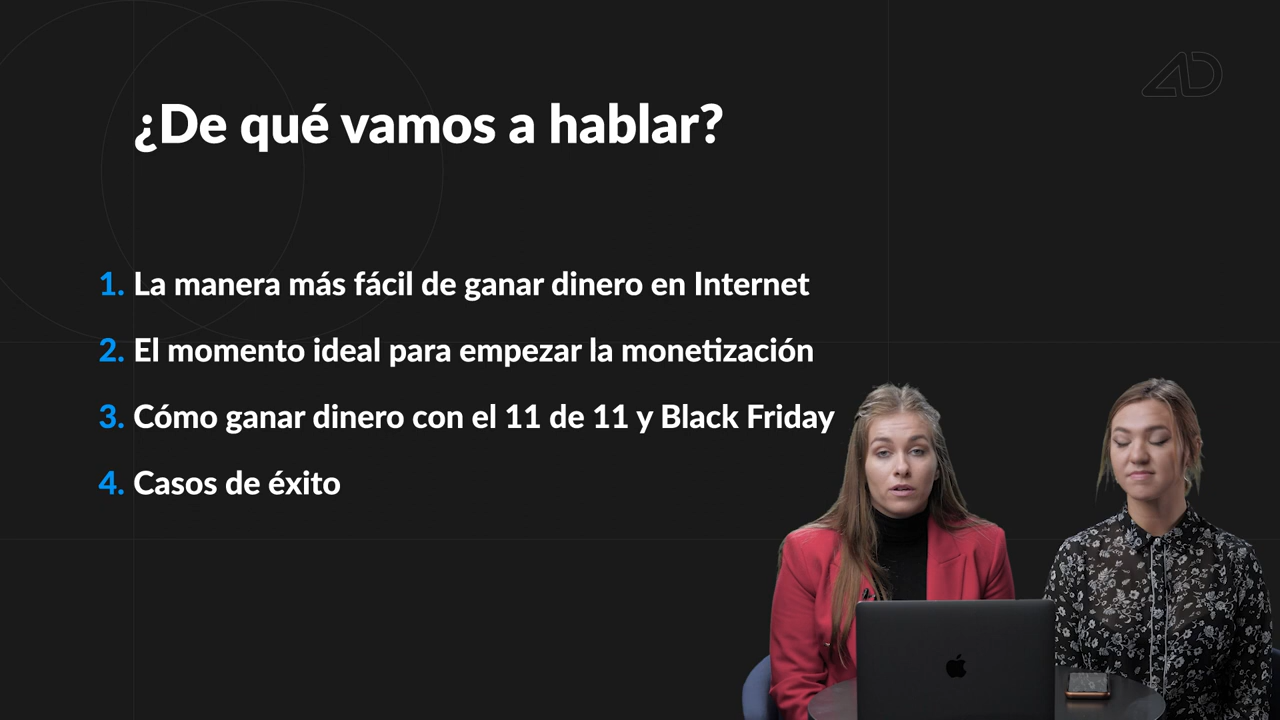 ¿De qué vamos a hablar?
1. La manera más fácil de ganar dinero en Internet
2. El momento ideal para empezar la monetización
3. Cómo ganar dinero con el 11 de 11 y Black Friday
4. Casos de éxito